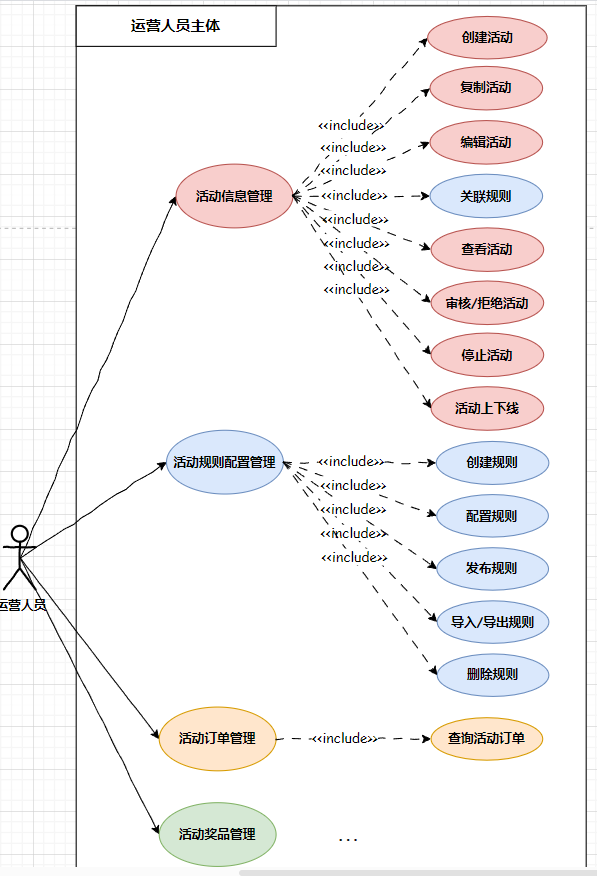 运营人员主体
创建活动
复制活动
<<include>>
<<include>>
编辑活动
<<include>>
活动信息管理
<<include>>
关联规则
<<include>>
<<include>>
查看活动
<<include>>
<<include>>
审核/拒绝活动
停止活动
活动上下线
活动规则配置管理
<<include>>
创建规则
<<include>>
<<include>>
配置规则
<<include>>
<<include>>
发布规则
运营人员
导入/导出规则
删除规则
活动订单管理
<<include>>
查询活动订单
活动奖品管理
...